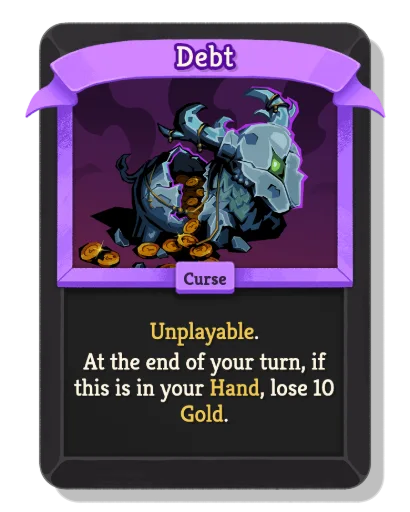 Debt
Curse
Unplayable.
At the end of your turn, if
this is in your Hand, lose 10
Gold.